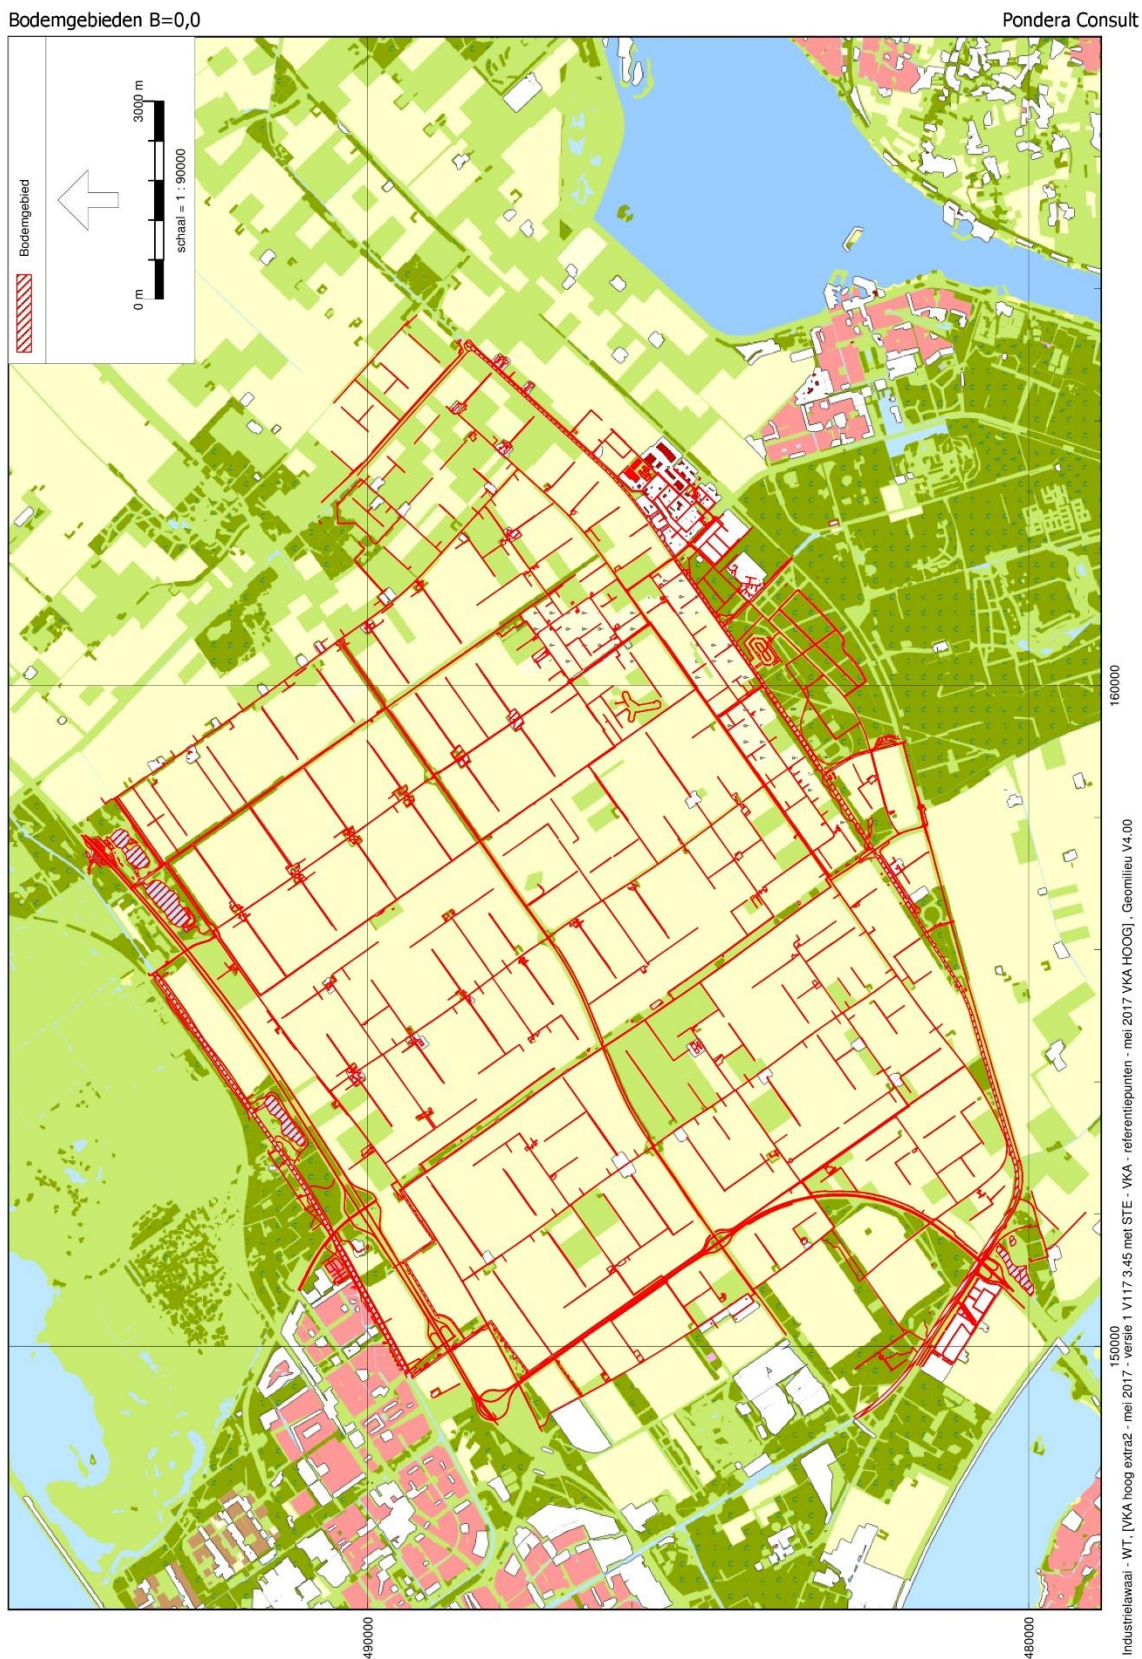 Bodemgebieden B=0,0
Pondera Consult
Bodemgebied
0 m
3000 m
schaal = 1 : 90000
160000
150000
490000
480000
Industrielawaai - WT, [VKA hoog extra2 - mei 2017 - versie 1 V117 3.45 met STE - VKA - referentiepunten - mei 2017 VKA HOOG] , Geomilieu V4.00